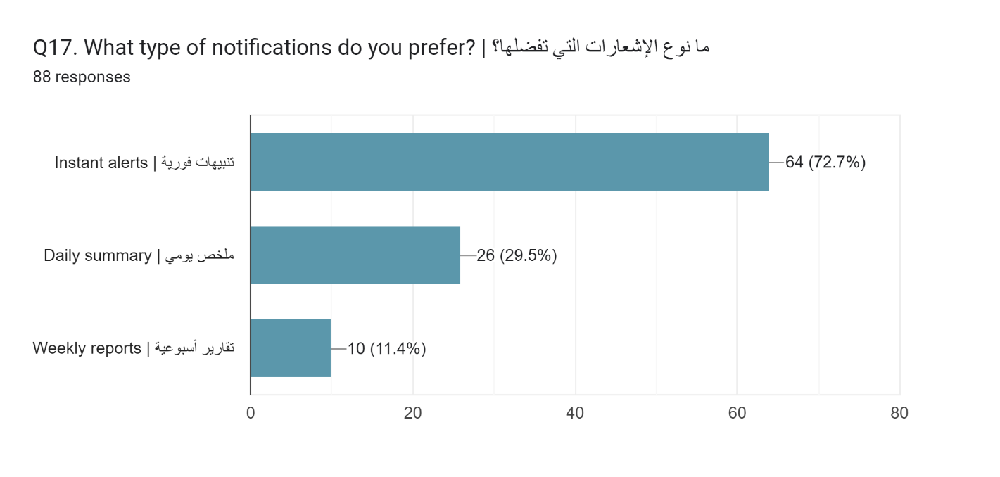 Q17. What type of notifications do you prefer? | ما نوع الإشعارات التي تفضلها؟
88 responses
Instant alerts | تنبيهات فورية
64 (72.7%)
Daily summary | ملخص يومي
26 (29.5%)
Weekly reports | تقارير أسبوعية
10 (11.4%)
0 20 40 60 80